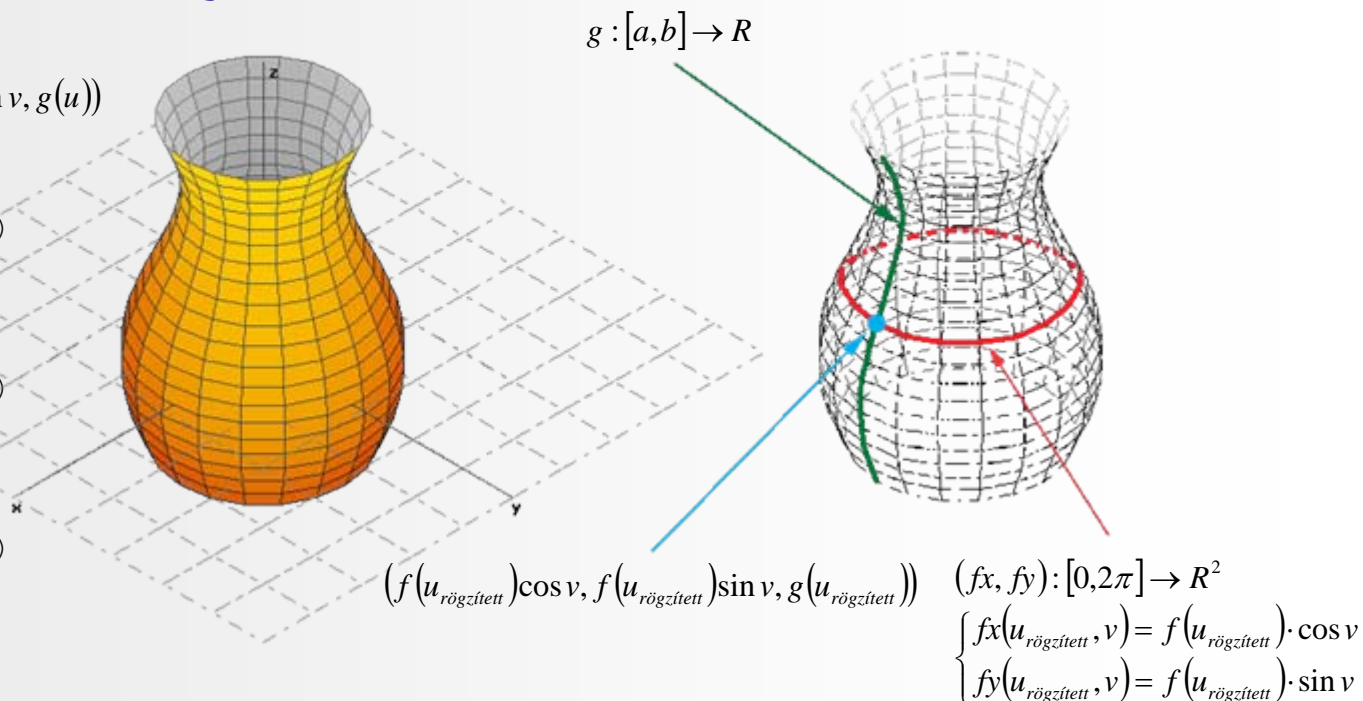 g : [a,b] → R
v, g(u))
z
)
)
)
x
y
(f(u_rögzített)cos v, f(u_rögzített)sin v, g(u_rögzített))
(fx, fy) : [0,2π] → R²
{ fx(u_rögzített, v) = f(u_rögzített) · cos v
fy(u_rögzített, v) = f(u_rögzített) · sin v